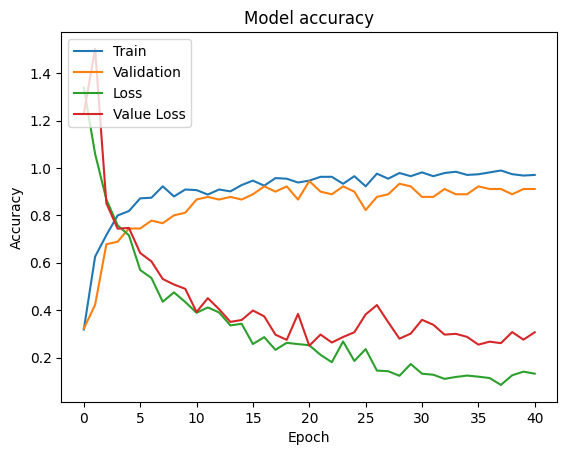 Model accuracy
Train
Validation
Loss
Value Loss
1.4
1.2
1.0
0.8
0.6
0.4
0.2
Accuracy
0 5 10 15 20 25 30 35 40
Epoch